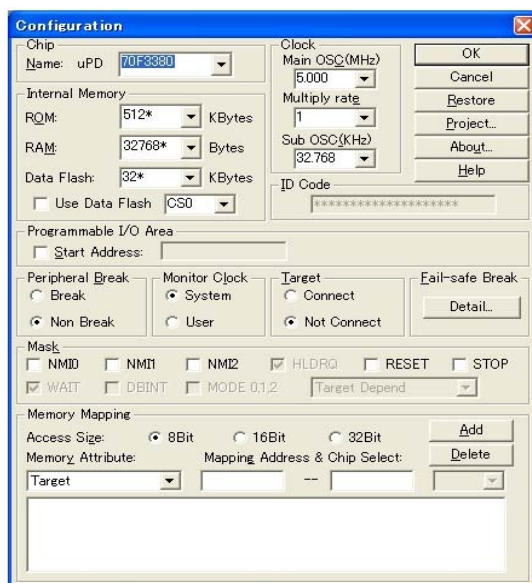 Configuration
Chip
Name: uPD 70F3380
Internal Memory
ROM: 512* KBytes
RAM: 32768* Bytes
Data Flash: 32* KBytes
Use Data Flash CS0
Clock
Main OSC(MHz)
5.000
Multiply rate
1
Sub OSC(KHz)
32.768
OK
Cancel
Restore
Project...
About...
Help
ID Code
********************
Programmable I/O Area
Start Address:
Peripheral Break
Break
Non Break
Monitor Clock
System
User
Target
Connect
Not Connect
Fail-safe Break
Detail...
Mask
NMI0 NMI1 NMI2 HLDRQ RESET STOP
WAIT DBINT MODE 0,1,2 Target Depend
Memory Mapping
Access Size: 8Bit 16Bit 32Bit
Add
Memory Attribute: Mapping Address & Chip Select:
Delete
Target --